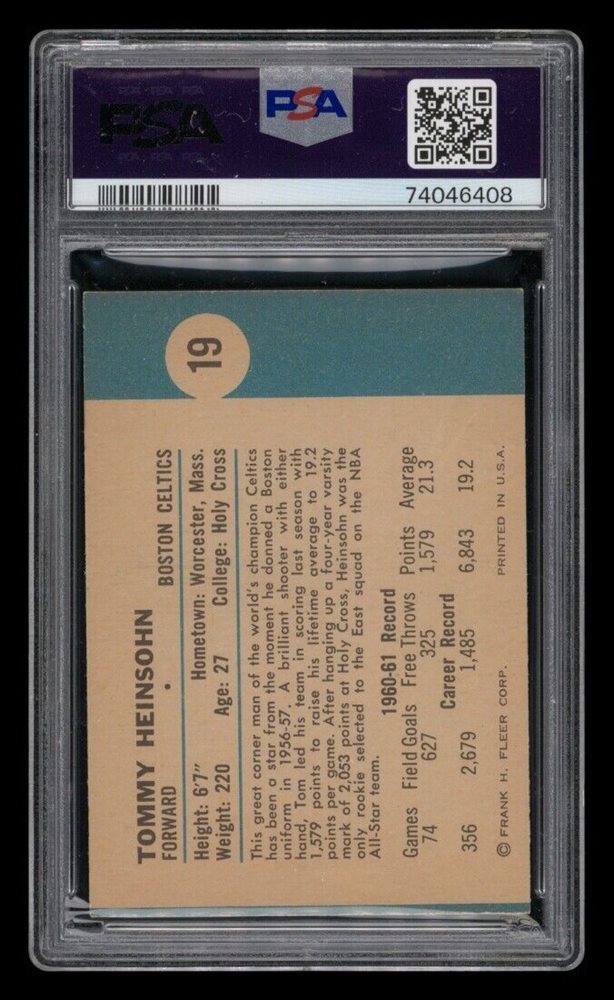 PSA
PSA
74046408
19
TOMMY HEINSOHN
FORWARD • BOSTON CELTICS
Height: 6'7" Hometown: Worcester, Mass.
Weight: 220 Age: 27 College: Holy Cross
This great corner man of the world's champion Celtics
has been a star from the moment he donned a Boston
uniform in 1956-57. A brilliant shooter with either
hand, Tom led his team in scoring last season with
1,579 points to raise his lifetime average to 19.2
points per game. After hanging up a four-year varsity
mark of 2,053 points at Holy Cross, Heinsohn was the
only rookie selected to the East squad on the NBA
All-Star team.
1960-61 Record
Games Field Goals Free Throws Points Average
74 627 325 1,579 21.3
Career Record
356 2,679 1,485 6,843 19.2
© FRANK H. FLEER CORP. PRINTED IN U.S.A.